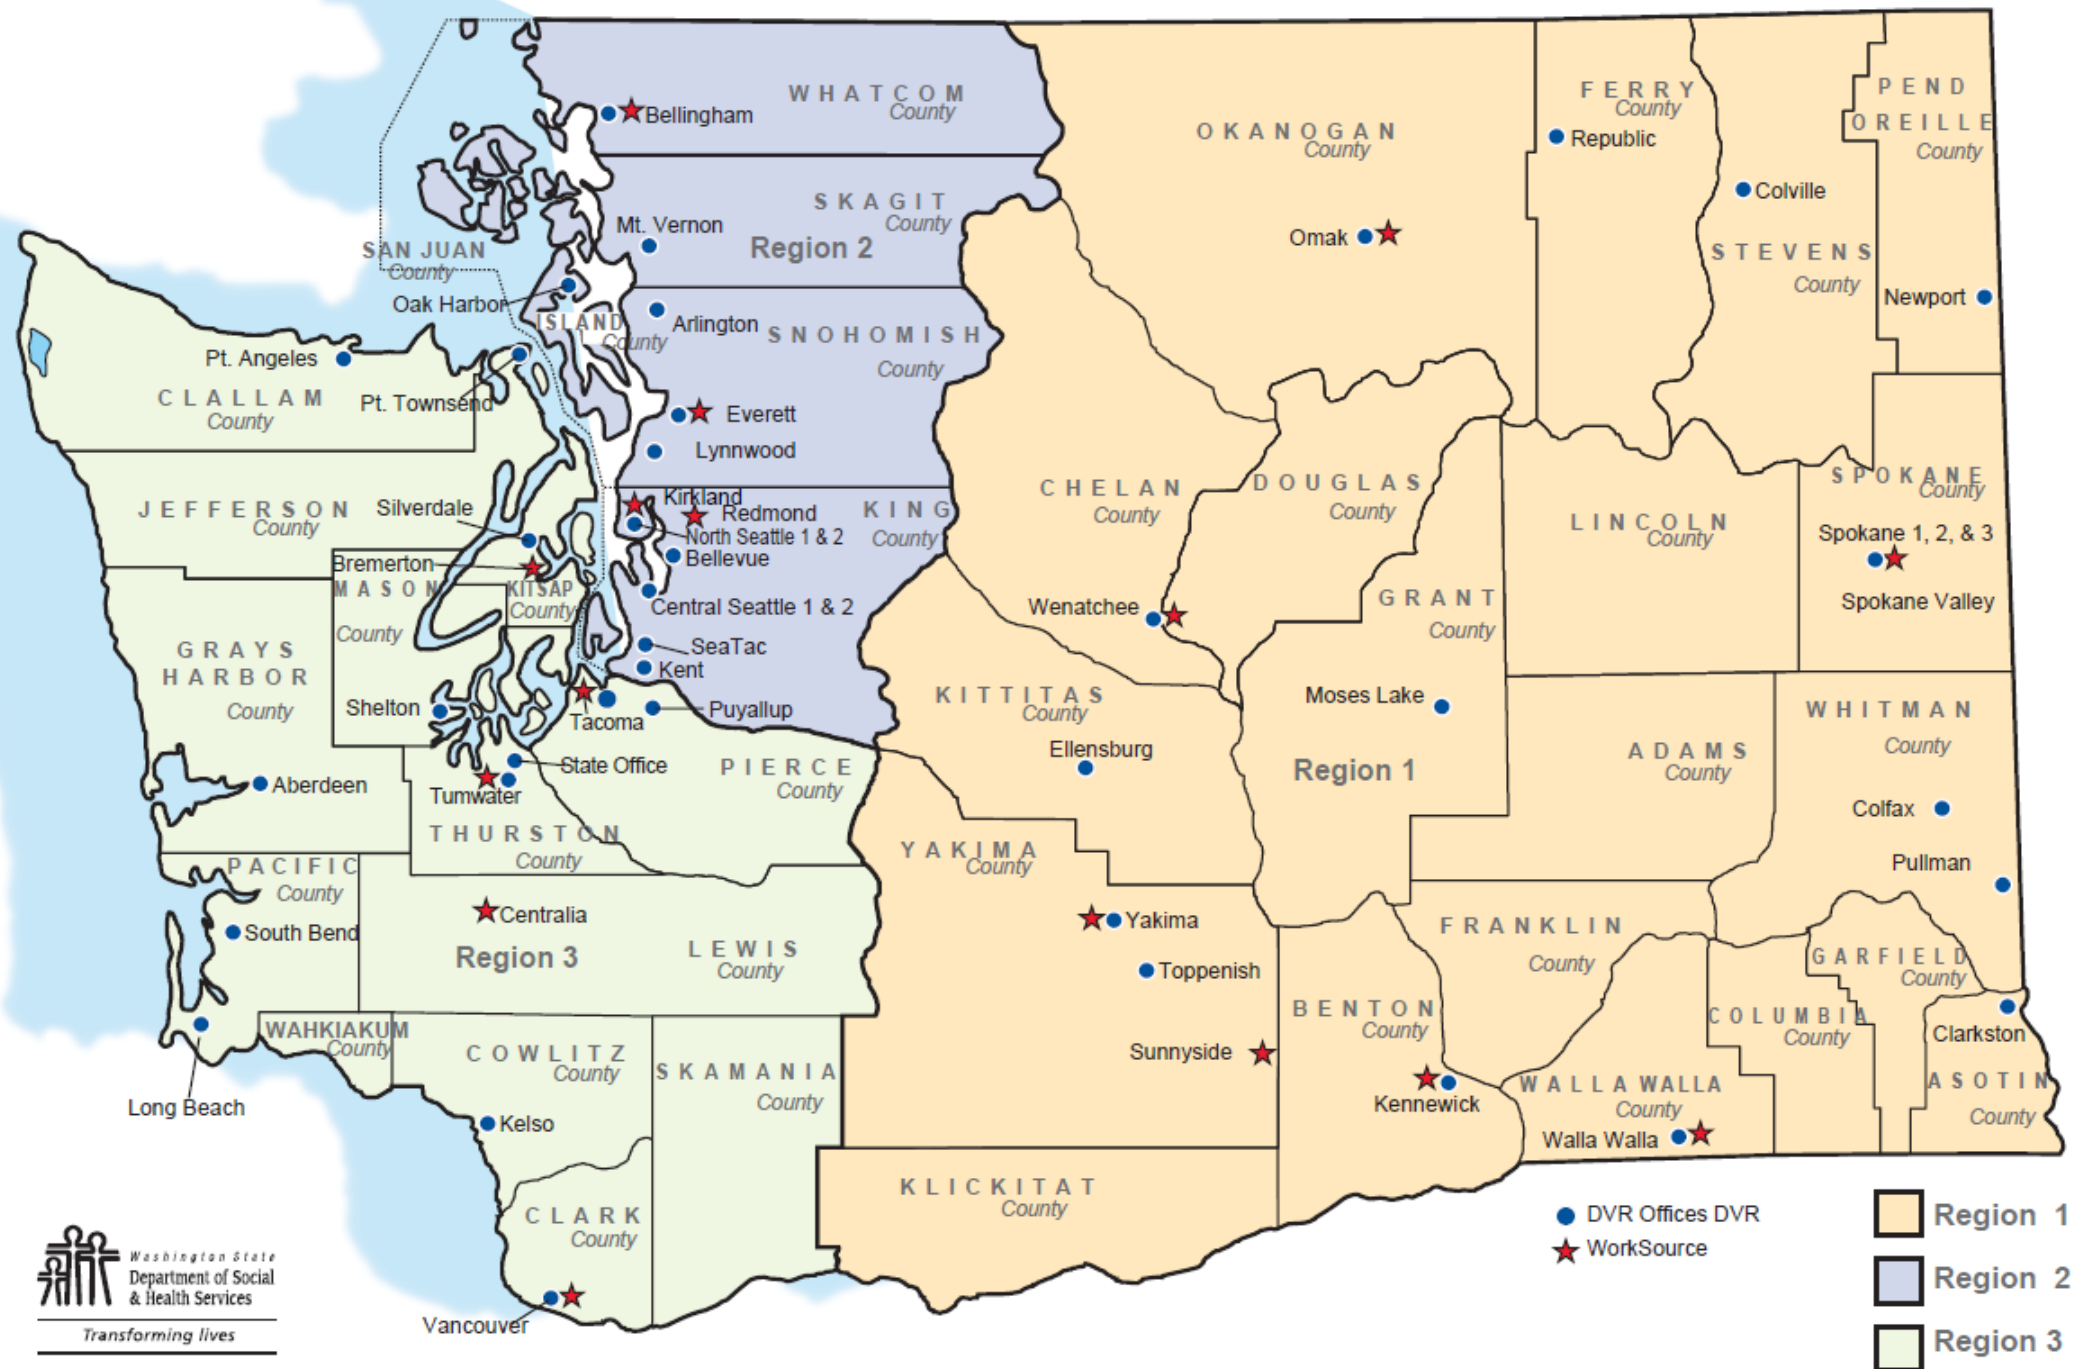 WHATCOM
County
Bellingham
SKAGIT
County
Mt. Vernon
Region 2
SAN JUAN
County
Oak Harbor
ISLAND
County
Arlington
SNOHOMISH
County
Everett
Lynnwood
Kirkland
Redmond
KING
County
North Seattle 1 & 2
Bellevue
Central Seattle 1 & 2
SeaTac
Kent
Pt. Angeles
CLALLAM
County
Pt. Townsend
JEFFERSON
County
Silverdale
Bremerton
MASON
County
KITSAP
County
GRAYS
HARBOR
County
Shelton
Tacoma
Puyallup
State Office
Tumwater
PIERCE
County
Aberdeen
THURSTON
County
PACIFIC
County
South Bend
Centralia
Region 3
LEWIS
County
WAHKIAKUM
County
Long Beach
COWLITZ
County
Kelso
SKAMANIA
County
CLARK
County
Vancouver
OKANOGAN
County
Omak
FERRY
County
Republic
PEND
OREILLE
County
Colville
STEVENS
County
Newport
CHELAN
County
Wenatchee
DOUGLAS
County
GRANT
County
LINCOLN
County
SPOKANE
County
Spokane 1, 2, & 3
Spokane Valley
KITTITAS
County
Ellensburg
Moses Lake
Region 1
ADAMS
County
WHITMAN
County
Colfax
Pullman
YAKIMA
County
Yakima
Toppenish
Sunnyside
BENTON
County
Kennewick
FRANKLIN
County
WALLA WALLA
County
Walla Walla
COLUMBIA
County
GARFIELD
County
Clarkston
ASOTIN
County
KLICKITAT
County
DVR Offices DVR
WorkSource
Region 1
Region 2
Region 3
Washington State
Department of Social
& Health Services
Transforming lives